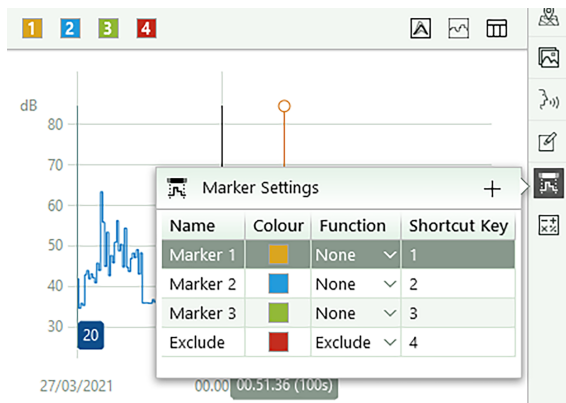 1 2 3 4
dB
80
70
60
50
40
30
20
27/03/2021 00.00 00.51.36 (100s)
Marker Settings
Name Colour Function Shortcut Key
Marker 1 None 1
Marker 2 None 2
Marker 3 None 3
Exclude Exclude 4